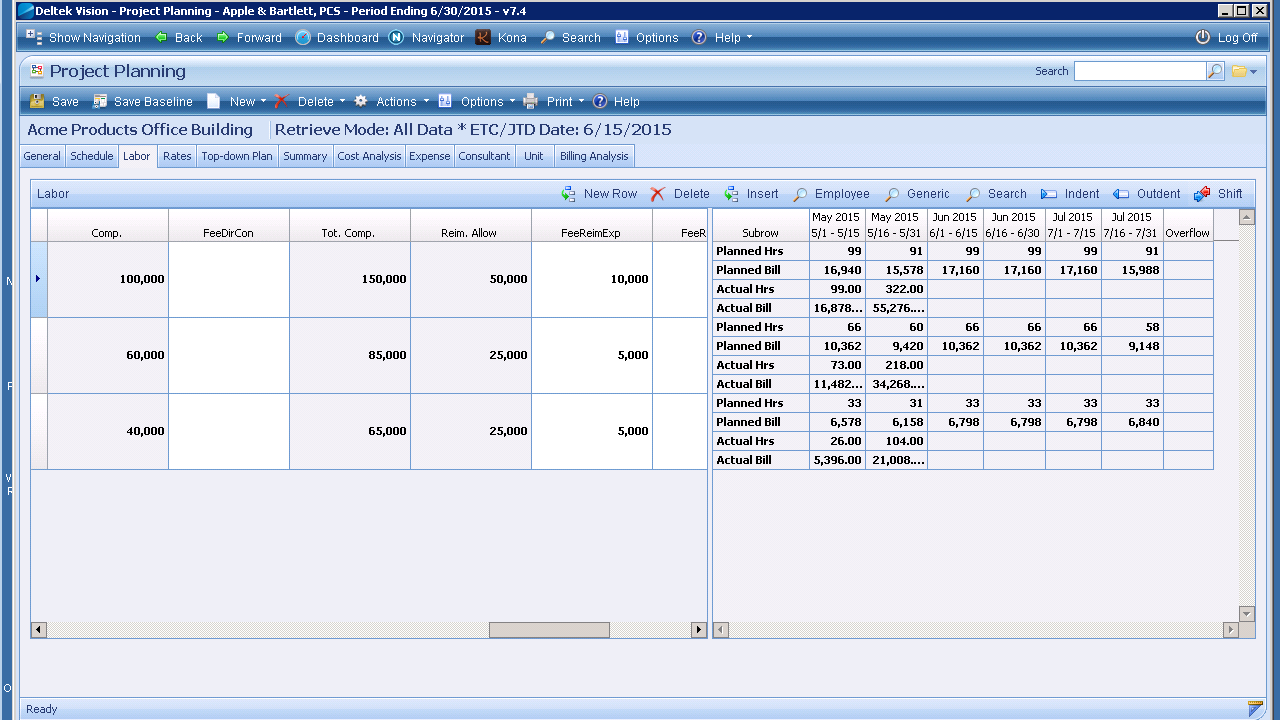 Deltek Vision - Project Planning - Apple & Bartlett, PCS - Period Ending 6/30/2015 - v7.4
Show Navigation Back Forward Dashboard Navigator Kona Search Options Help Log Off
Project Planning Search
Save Save Baseline New Delete Actions Options Print Help
Acme Products Office Building Retrieve Mode: All Data * ETC/JTD Date: 6/15/2015
General Schedule Labor Rates Top-down Plan Summary Cost Analysis Expense Consultant Unit Billing Analysis
Labor New Row Delete Insert Employee Generic Search Indent Outdent Shift
May 2015 May 2015 Jun 2015 Jun 2015 Jul 2015 Jul 2015
Comp. FeeDirCon Tot. Comp. Reim. Allow FeeReimExp FeeR Subrow 5/1 - 5/15 5/16 - 5/31 6/1 - 6/15 6/16 - 6/30 7/1 - 7/15 7/16 - 7/31 Overflow
Planned Hrs 99 91 99 99 99 91
100,000 150,000 50,000 10,000 Planned Bill 16,940 15,578 17,160 17,160 17,160 15,988
Actual Hrs 99.00 322.00
Actual Bill 16,878... 55,276....
Planned Hrs 66 60 66 66 66 58
60,000 85,000 25,000 5,000 Planned Bill 10,362 9,420 10,362 10,362 10,362 9,148
Actual Hrs 73.00 218.00
Actual Bill 11,482... 34,268....
Planned Hrs 33 31 33 33 33 33
40,000 65,000 25,000 5,000 Planned Bill 6,578 6,158 6,798 6,798 6,798 6,840
Actual Hrs 26.00 104.00
Actual Bill 5,396.00 21,008....
Ready